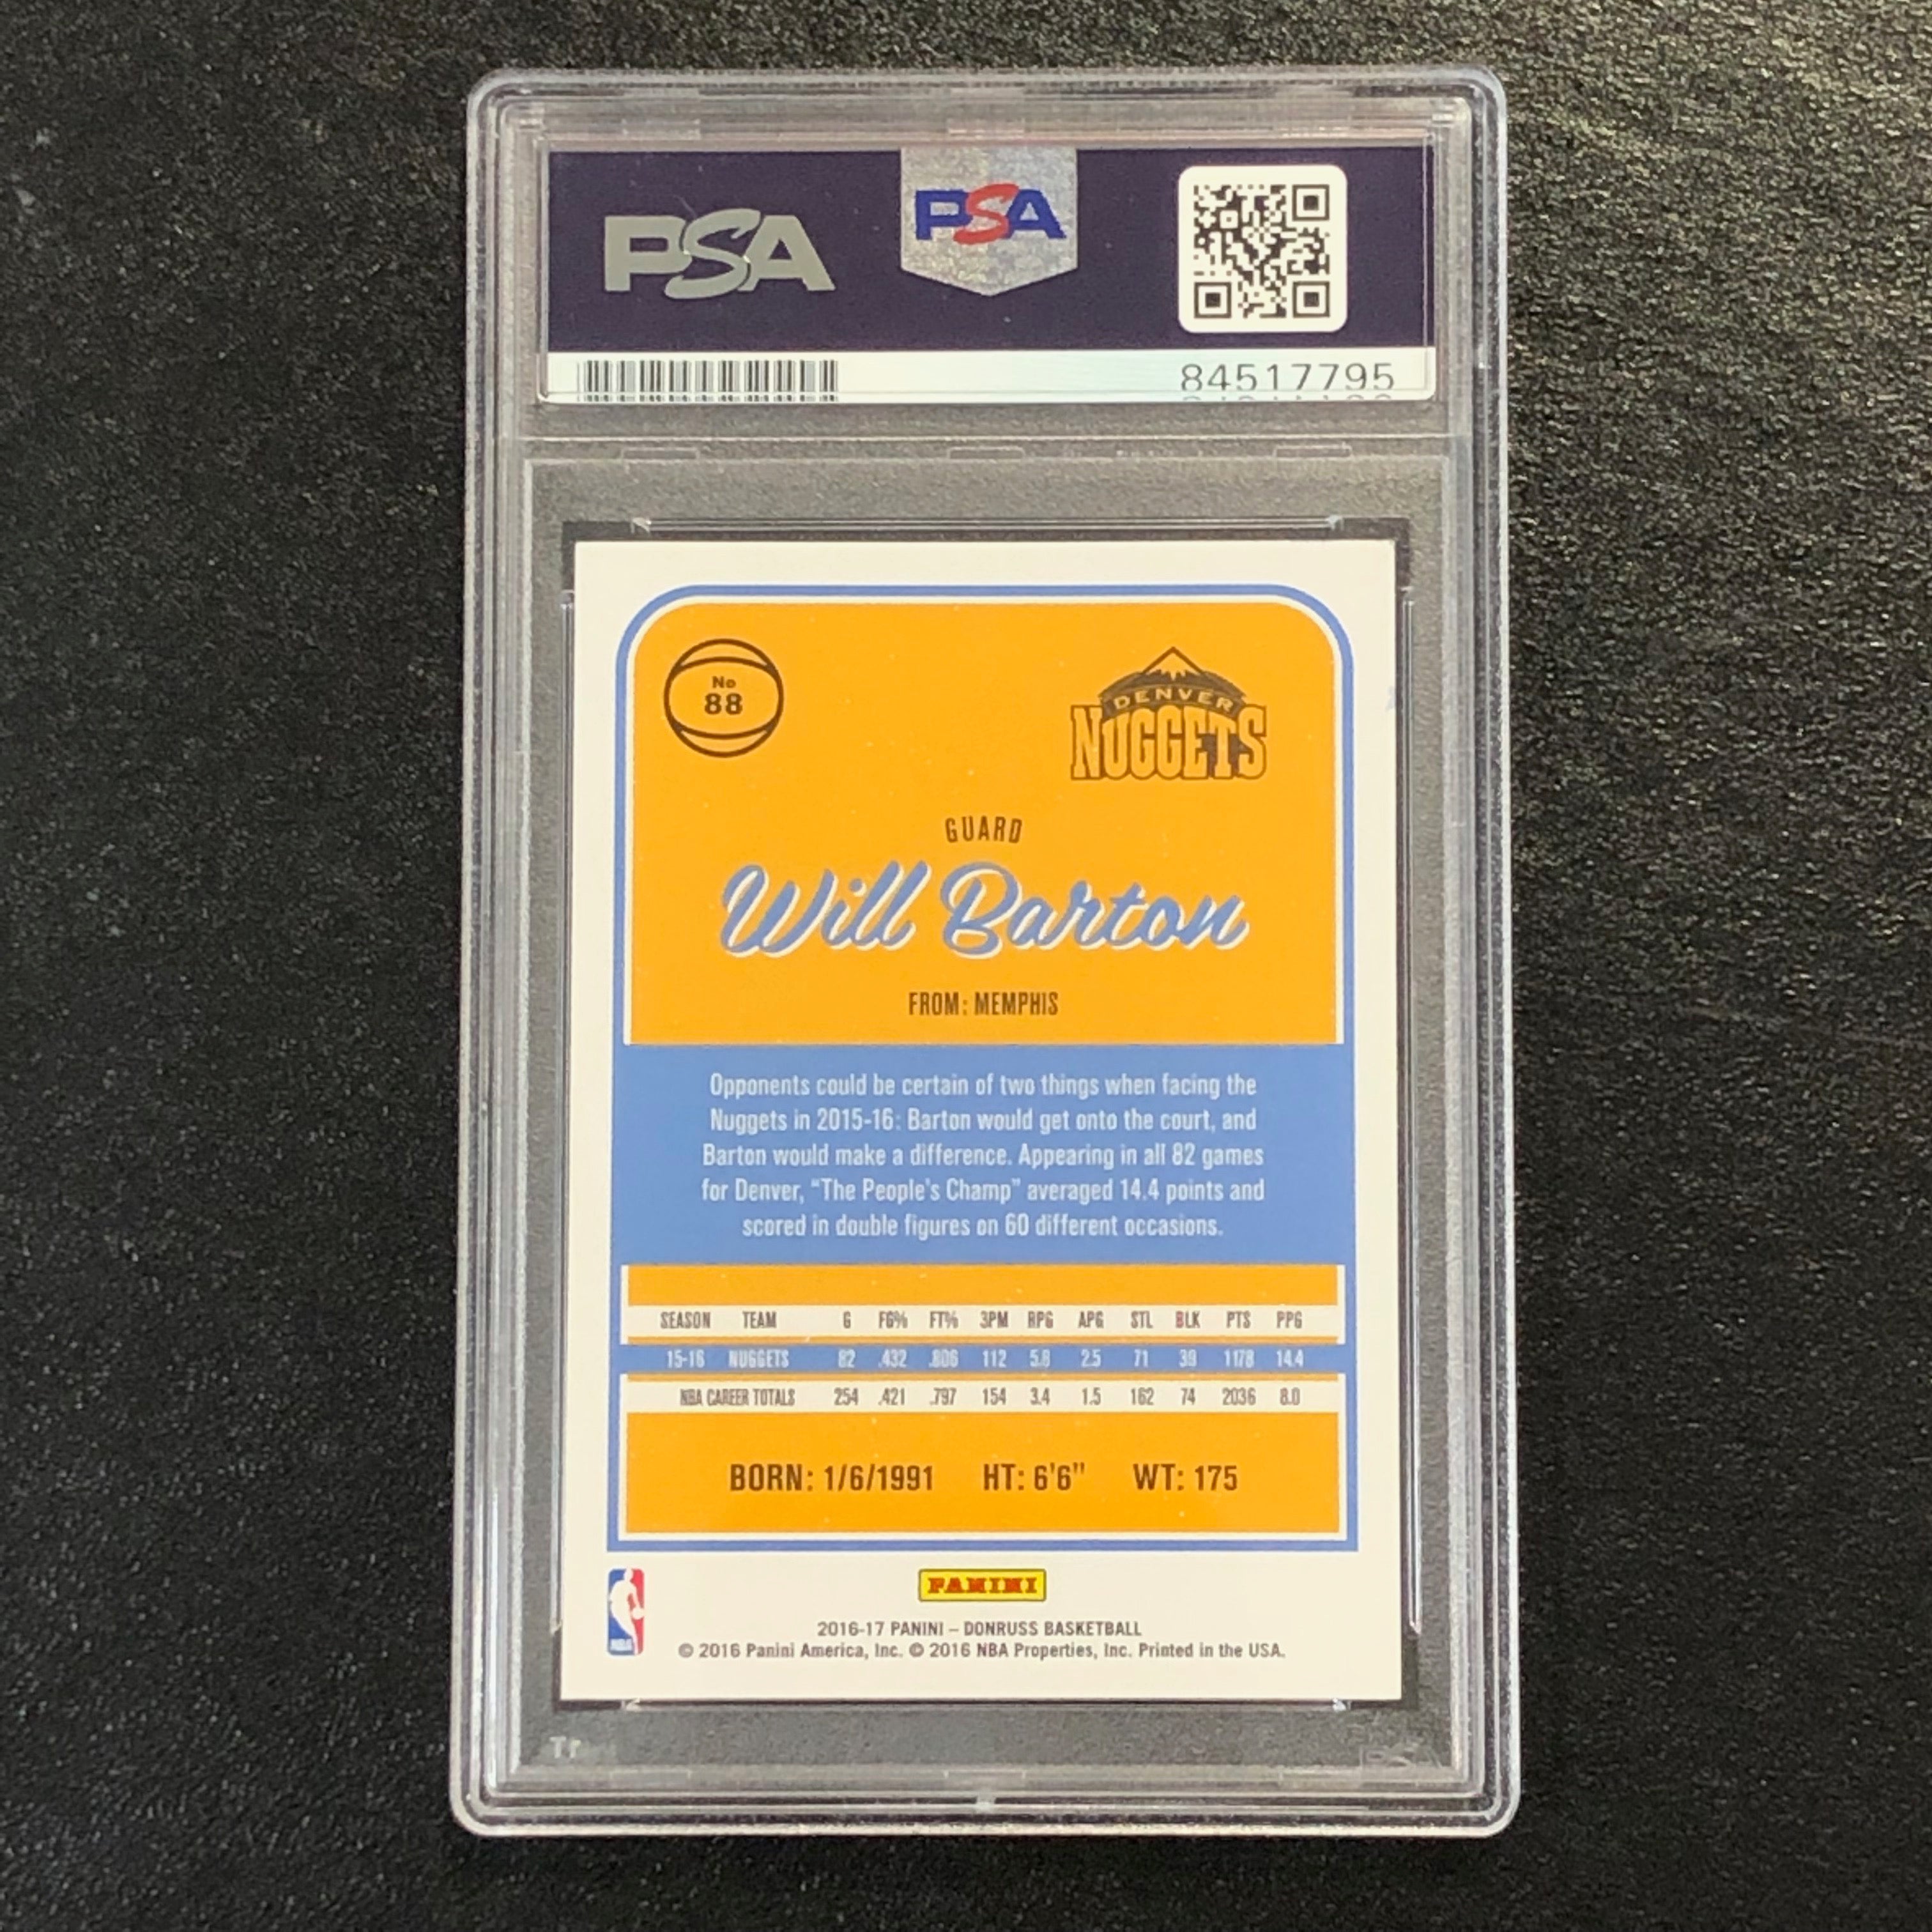 PSA
PSA
84517795
No
88
DENVER
NUGGETS
GUARD
Will Barton
FROM: MEMPHIS
Opponents could be certain of two things when facing the
Nuggets in 2015-16: Barton would get onto the court, and
Barton would make a difference. Appearing in all 82 games
for Denver, “The People’s Champ” averaged 14.4 points and
scored in double figures on 60 different occasions.
SEASON TEAM G FG% FT% 3PM RPG APG STL BLK PTS PPG
15-16 NUGGETS 82 .432 .806 112 5.8 2.5 71 39 1178 14.4
NBA CAREER TOTALS 254 .421 .797 154 3.4 1.5 162 74 2036 8.0
BORN: 1/6/1991 HT: 6'6" WT: 175
NBA
PANINI
2016-17 PANINI – DONRUSS BASKETBALL
© 2016 Panini America, Inc. © 2016 NBA Properties, Inc. Printed in the USA.